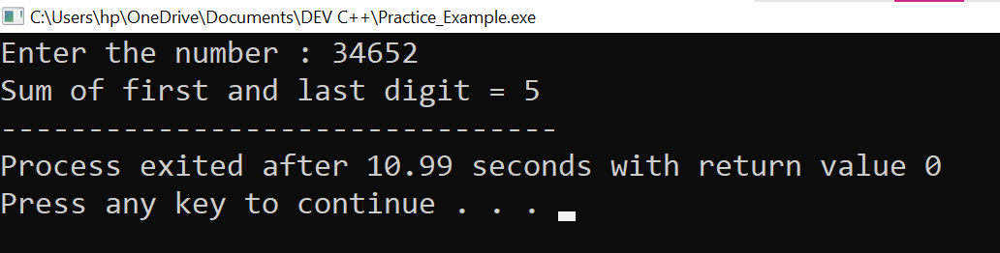 C:\Users\hp\OneDrive\Documents\DEV C++\Practice_Example.exe
Enter the number : 34652
Sum of first and last digit = 5
--------------------------------
Process exited after 10.99 seconds with return value 0
Press any key to continue . . .